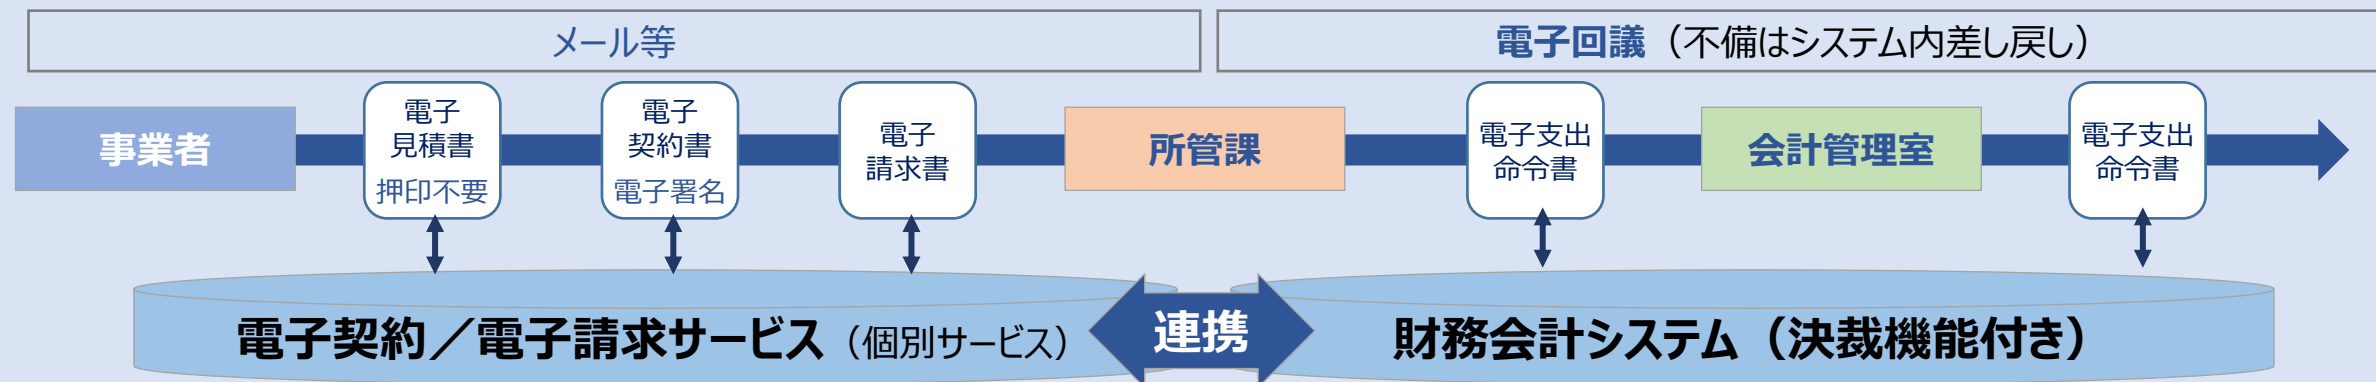 メール等
電子回議（不備はシステム内差し戻し）
事業者
電子
見積書
押印不要
電子
契約書
電子署名
電子
請求書
所管課
電子支出
命令書
会計管理室
電子支出
命令書
電子契約／電子請求サービス（個別サービス）
連携
財務会計システム（決裁機能付き）